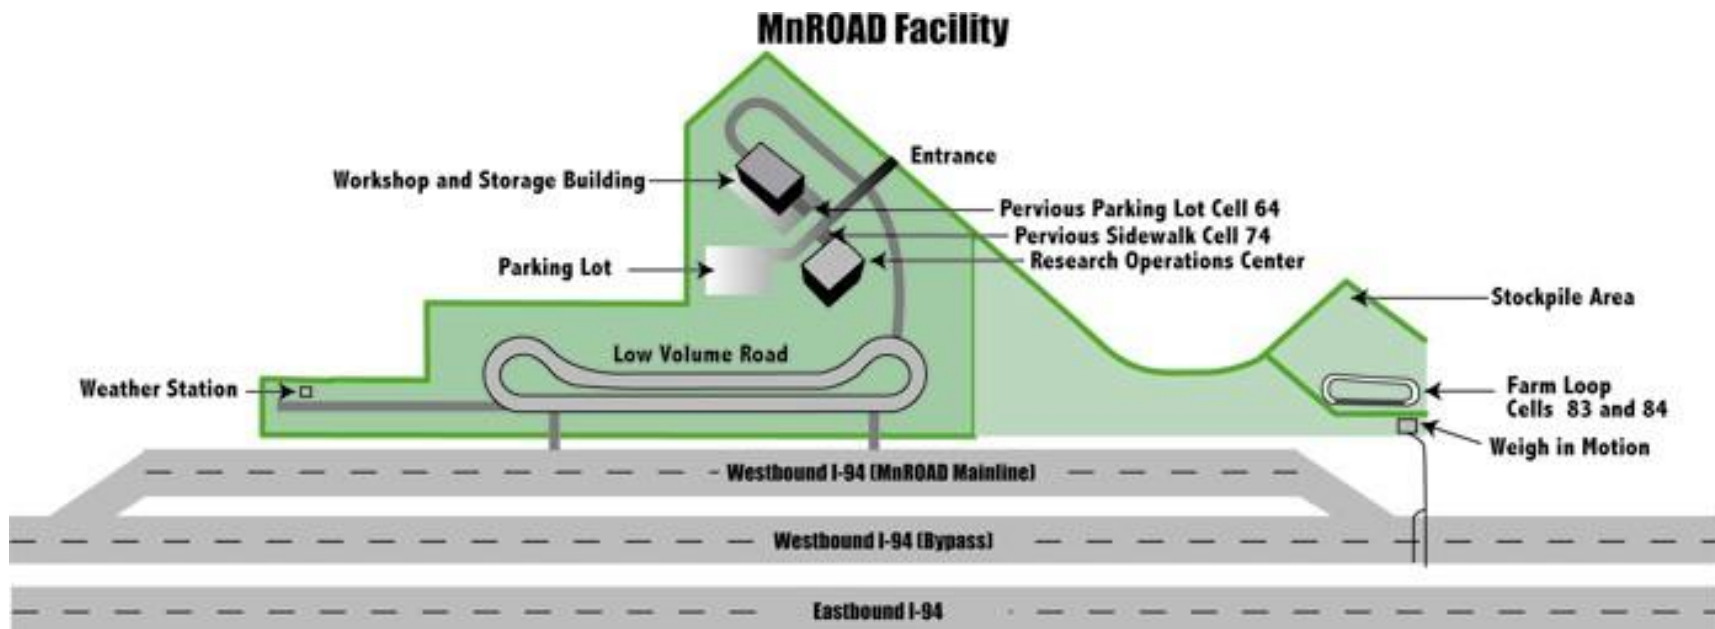 MnROAD Facility
Entrance
Workshop and Storage Building
Pervious Parking Lot Cell 64
Pervious Sidewalk Cell 74
Research Operations Center
Parking Lot
Stockpile Area
Low Volume Road
Weather Station
Farm Loop
Cells 83 and 84
Weigh in Motion
Westbound I-94 (MnROAD Mainline)
Westbound I-94 (Bypass)
Eastbound I-94